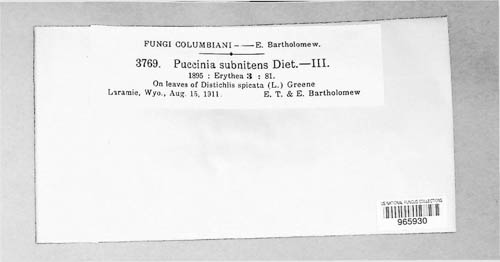 FUNGI COLUMBIANI -- — E. Bartholomew.
3769. Puccinia subnitens Diet.—III.
1895 : Erythea 3 : 81.
On leaves of Distichlis spicata (L.) Greene
Laramie, Wyo., Aug. 15, 1911. E. T. & E. Bartholomew
US NATIONAL FUNGUS COLLECTIONS
965930